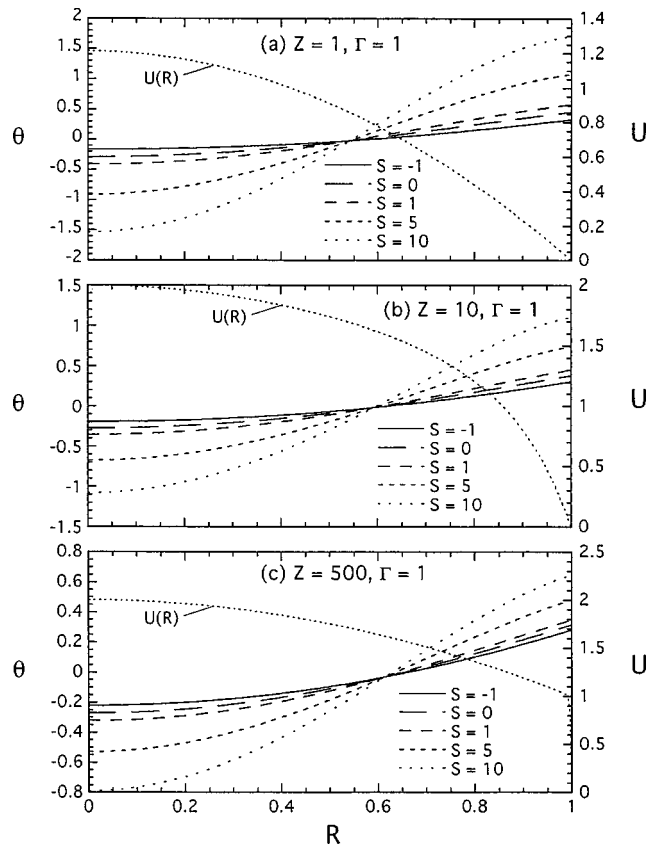 (a) Z = 1, Γ = 1
U(R)
θ
U
2
1.5
1
0.5
0
-0.5
-1
-1.5
-2
1.4
1.2
1
0.8
0.6
0.4
0.2
0
S = -1
S = 0
S = 1
S = 5
S = 10
(b) Z = 10, Γ = 1
U(R)
θ
U
1.5
1
0.5
0
-0.5
-1
-1.5
2
1.5
1
0.5
0
S = -1
S = 0
S = 1
S = 5
S = 10
(c) Z = 500, Γ = 1
U(R)
θ
U
0.8
0.6
0.4
0.2
0
-0.2
-0.4
-0.6
-0.8
2.5
2
1.5
1
0.5
0
S = -1
S = 0
S = 1
S = 5
S = 10
0 0.2 0.4 0.6 0.8 1
R